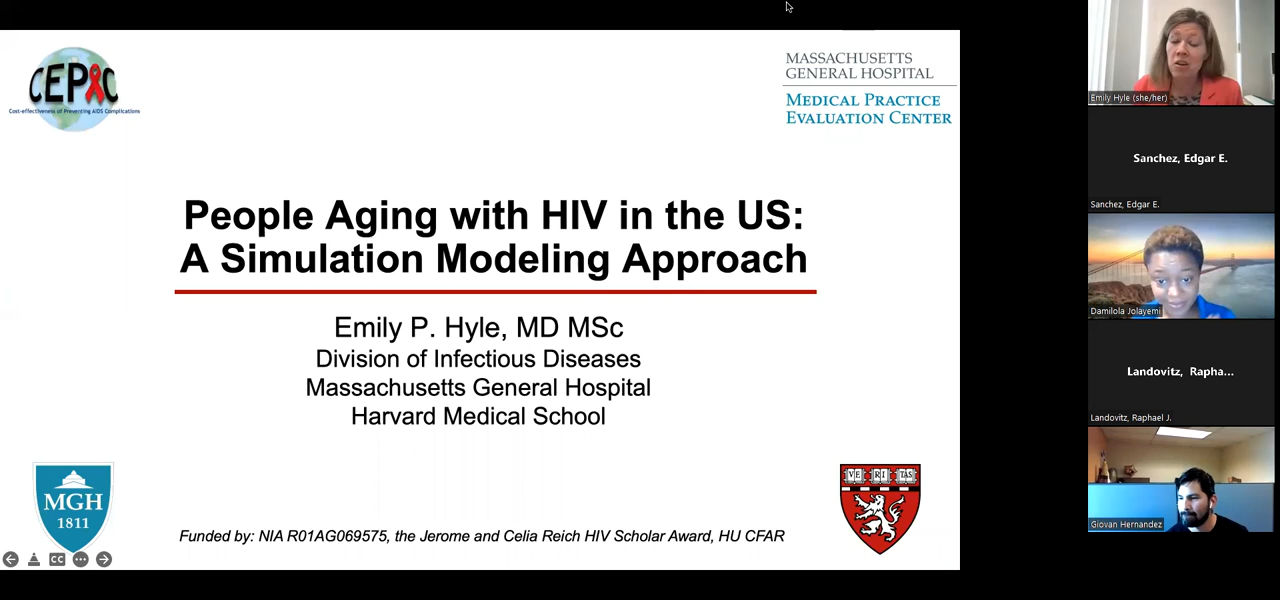 CEPAC
Cost-effectiveness of Preventing AIDS Complications
MASSACHUSETTS
GENERAL HOSPITAL
MEDICAL PRACTICE
EVALUATION CENTER
People Aging with HIV in the US:
A Simulation Modeling Approach
Emily P. Hyle, MD MSc
Division of Infectious Diseases
Massachusetts General Hospital
Harvard Medical School
MGH
1811
VE RI TAS
Funded by: NIA R01AG069575, the Jerome and Celia Reich HIV Scholar Award, HU CFAR
CC
Emily Hyle (she/her)
Sanchez, Edgar E.
Sanchez, Edgar E.
Damilola Jolayemi
Landovitz, Rapha...
Landovitz, Raphael J.
Giovan Hernandez